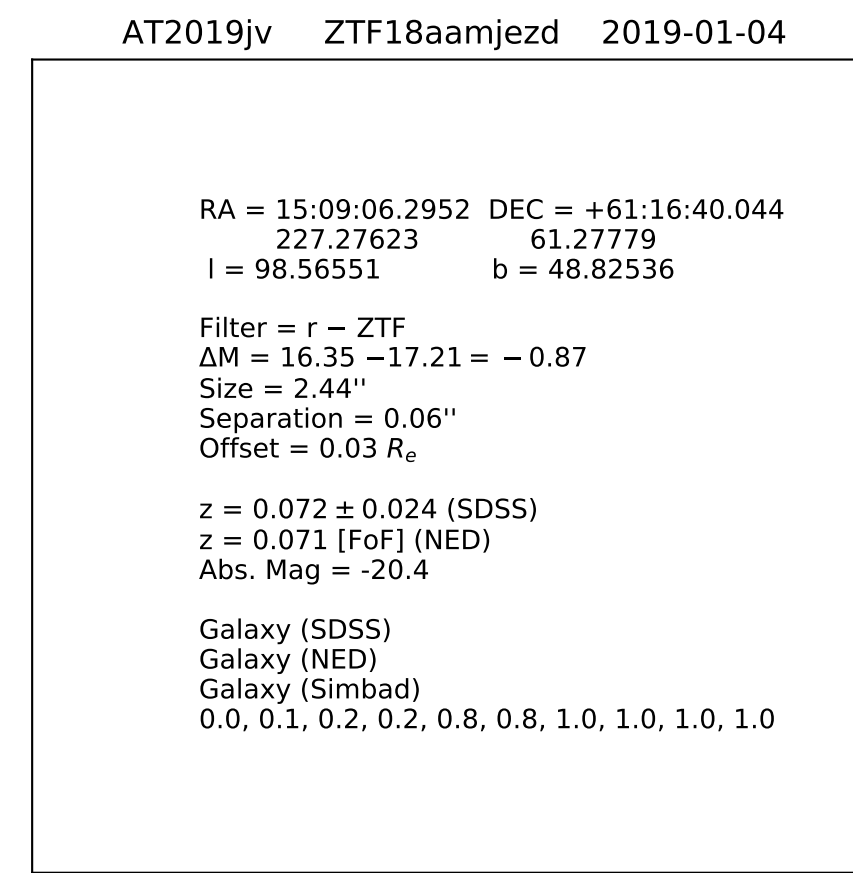 AT2019jv ZTF18aamjezd 2019-01-04
RA = 15:09:06.2952 DEC = +61:16:40.044
227.27623 61.27779
l = 98.56551 b = 48.82536
Filter = r − ZTF
ΔM = 16.35 −17.21 = −0.87
Size = 2.44''
Separation = 0.06''
Offset = 0.03 Re
z = 0.072 ± 0.024 (SDSS)
z = 0.071 [FoF] (NED)
Abs. Mag = -20.4
Galaxy (SDSS)
Galaxy (NED)
Galaxy (Simbad)
0.0, 0.1, 0.2, 0.2, 0.8, 0.8, 1.0, 1.0, 1.0, 1.0